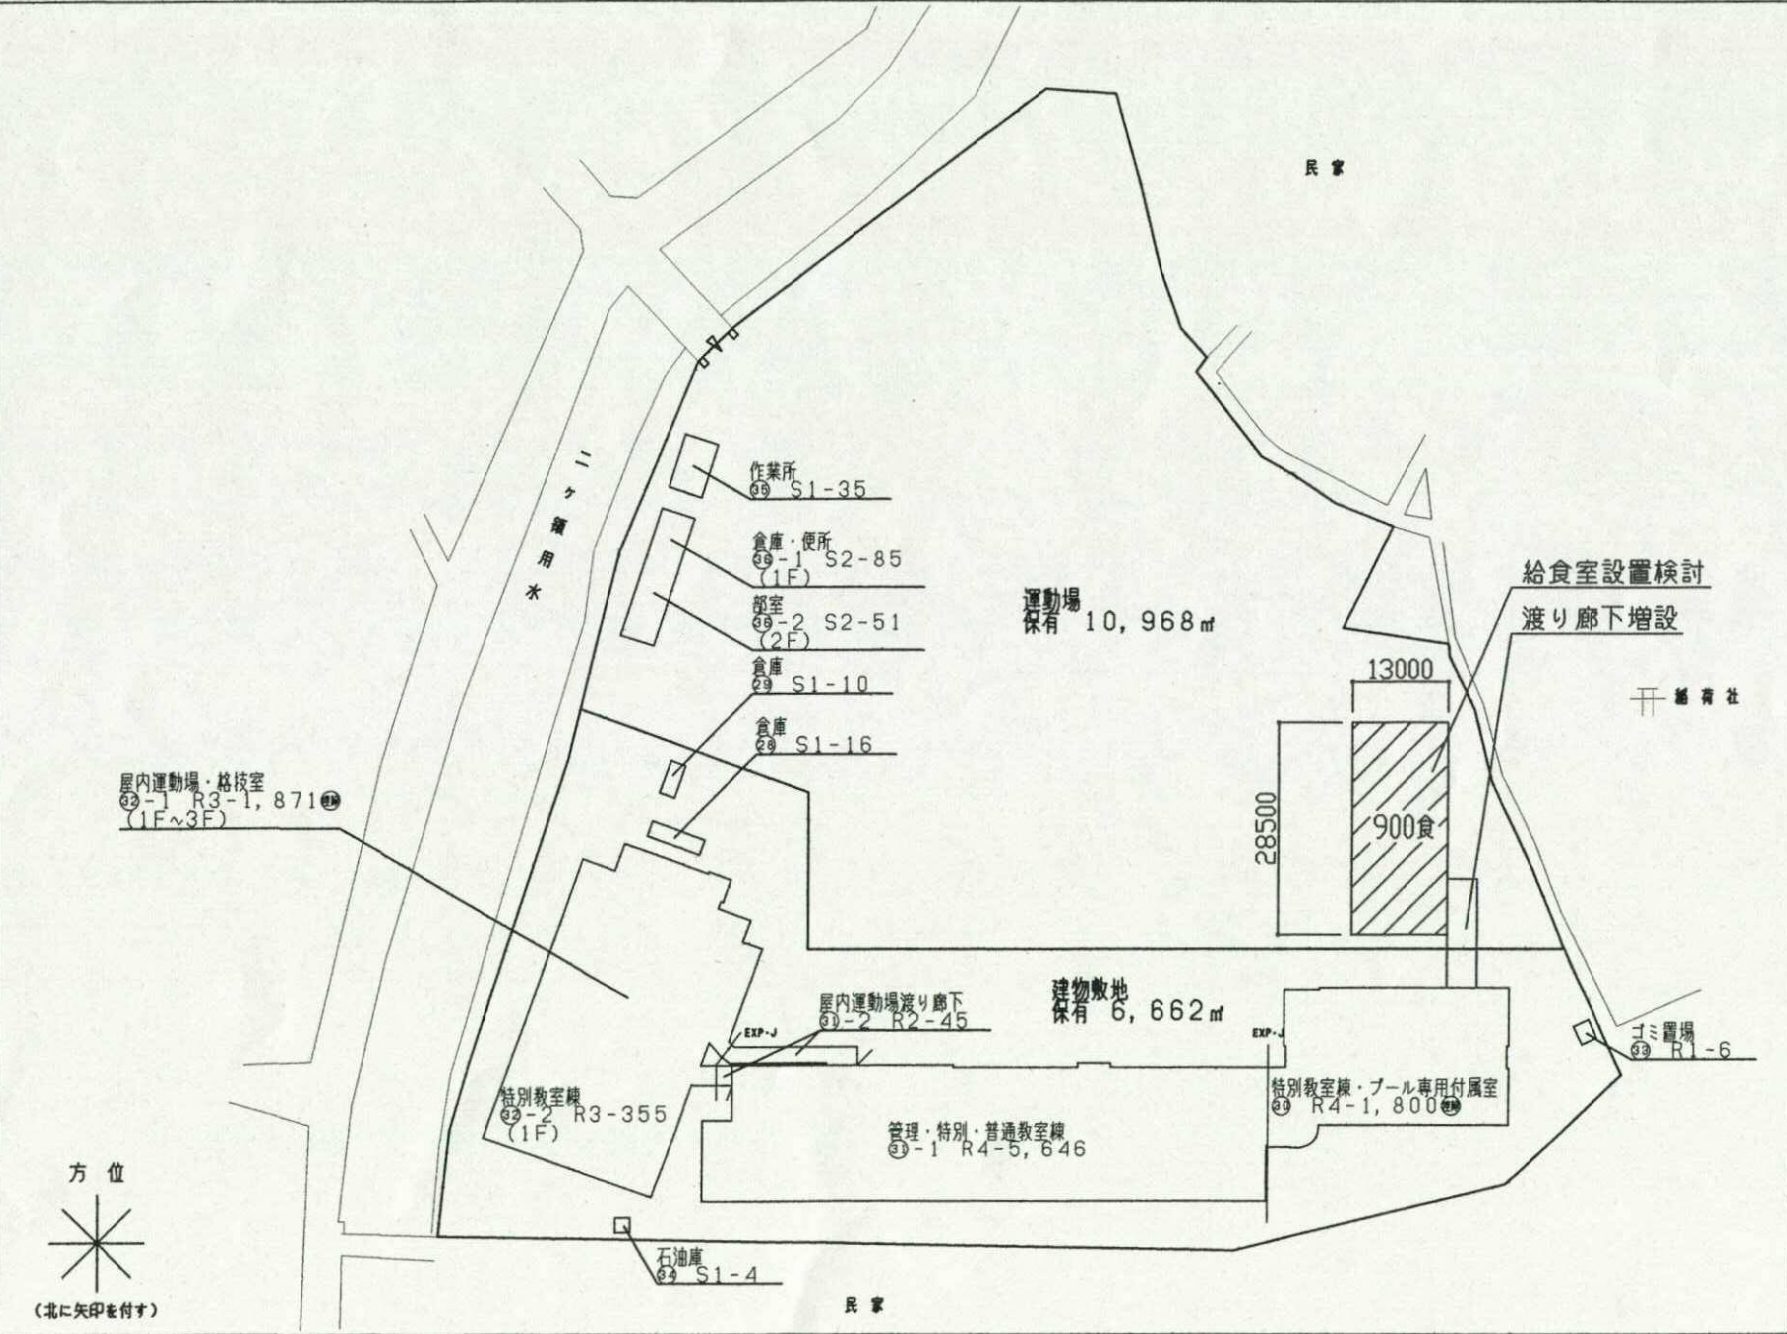 民家
二ヶ領用水
作業所
㉟ S1-35
倉庫・便所
㊱-1 S2-85
(1F)
部室
㊱-2 S2-51
(2F)
倉庫
㉙ S1-10
倉庫
㉘ S1-16
運動場
保有 10,968㎡
給食室設置検討
渡り廊下増設
13000
28500
900食
稲荷社
屋内運動場・格技室
㉜-1 R3-1,871
(1F~3F)
建物敷地
保有 6,662㎡
屋内運動場渡り廊下
㉛-2 R2-45
EXP・J
EXP・J
ゴミ置場
㉝ R1-6
特別教室棟
㉜-2 R3-355
(1F)
管理・特別・普通教室棟
㉛-1 R4-5,646
特別教室棟・プール専用付属室
㉚ R4-1,800
石油庫
㉞ S1-4
民家
方位
(北に矢印を付す)